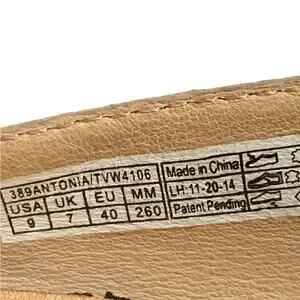 389ANTONIA/TVW4106
USA UK EU MM
9 7 40 260
Made in China
LH:11-20-14
Patent Pending